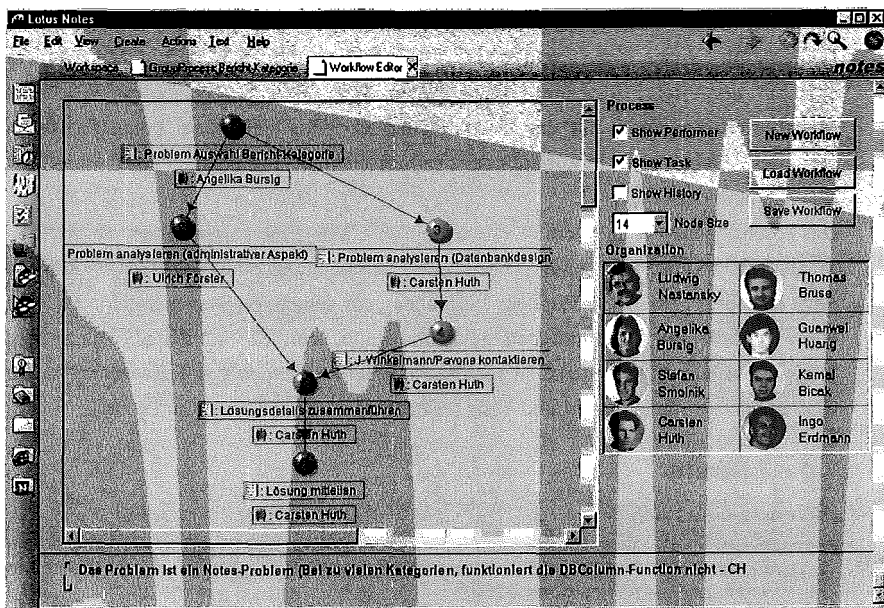 Lotus Notes
File Edit View Create Actions Text Help
Workspace GroupProcess Bericht-Kategorie Workflow Editor
notes
: Problem Auswahl Bericht-Kategorie
: Angelika Bursig
3
Problem analysieren (administrativer Aspekt)
: Problem analysieren (Datenbankdesign
: Ulrich Förster
: Carsten Huth
4
: J. Winkelmann/Pavone kontaktieren
: Carsten Huth
: Lösungsdetails zusammenführen
: Carsten Huth
: Lösung mitteilen
: Carsten Huth
Process
Show Performer
New Workflow
Show Task
Load Workflow
Show History
Save Workflow
14 Node Size
Organization
Ludwig Nastansky
Thomas Bruse
Angelika Bursig
Guanwei Huang
Stefan Smolnik
Kemal Bicak
Carsten Huth
Ingo Erdmann
Das Problem ist ein Notes-Problem (Bei zu vielen Kategorien, funktioniert die DBColumn-Function nicht - CH